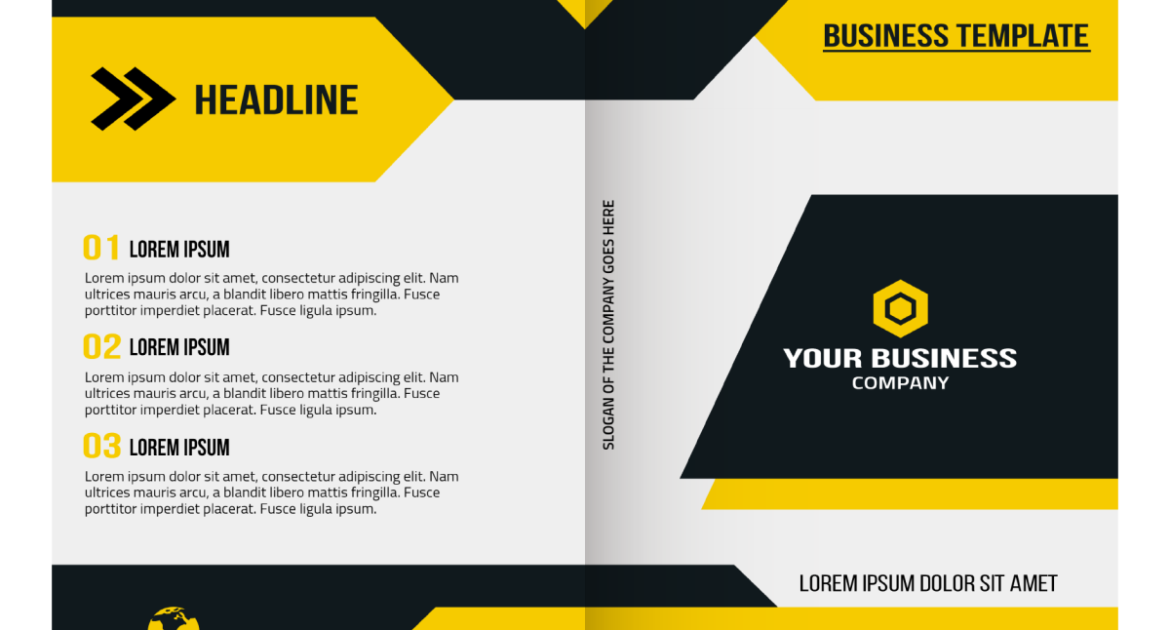 HEADLINE
01 LOREM IPSUM
Lorem ipsum dolor sit amet, consectetur adipiscing elit. Nam
ultrices mauris arcu, a blandit libero mattis fringilla. Fusce
porttitor imperdiet placerat. Fusce ligula ipsum.
02 LOREM IPSUM
Lorem ipsum dolor sit amet, consectetur adipiscing elit. Nam
ultrices mauris arcu, a blandit libero mattis fringilla. Fusce
porttitor imperdiet placerat. Fusce ligula ipsum.
03 LOREM IPSUM
Lorem ipsum dolor sit amet, consectetur adipiscing elit. Nam
ultrices mauris arcu, a blandit libero mattis fringilla. Fusce
porttitor imperdiet placerat. Fusce ligula ipsum.
SLOGAN OF THE COMPANY GOES HERE
BUSINESS TEMPLATE
YOUR BUSINESS
COMPANY
LOREM IPSUM DOLOR SIT AMET